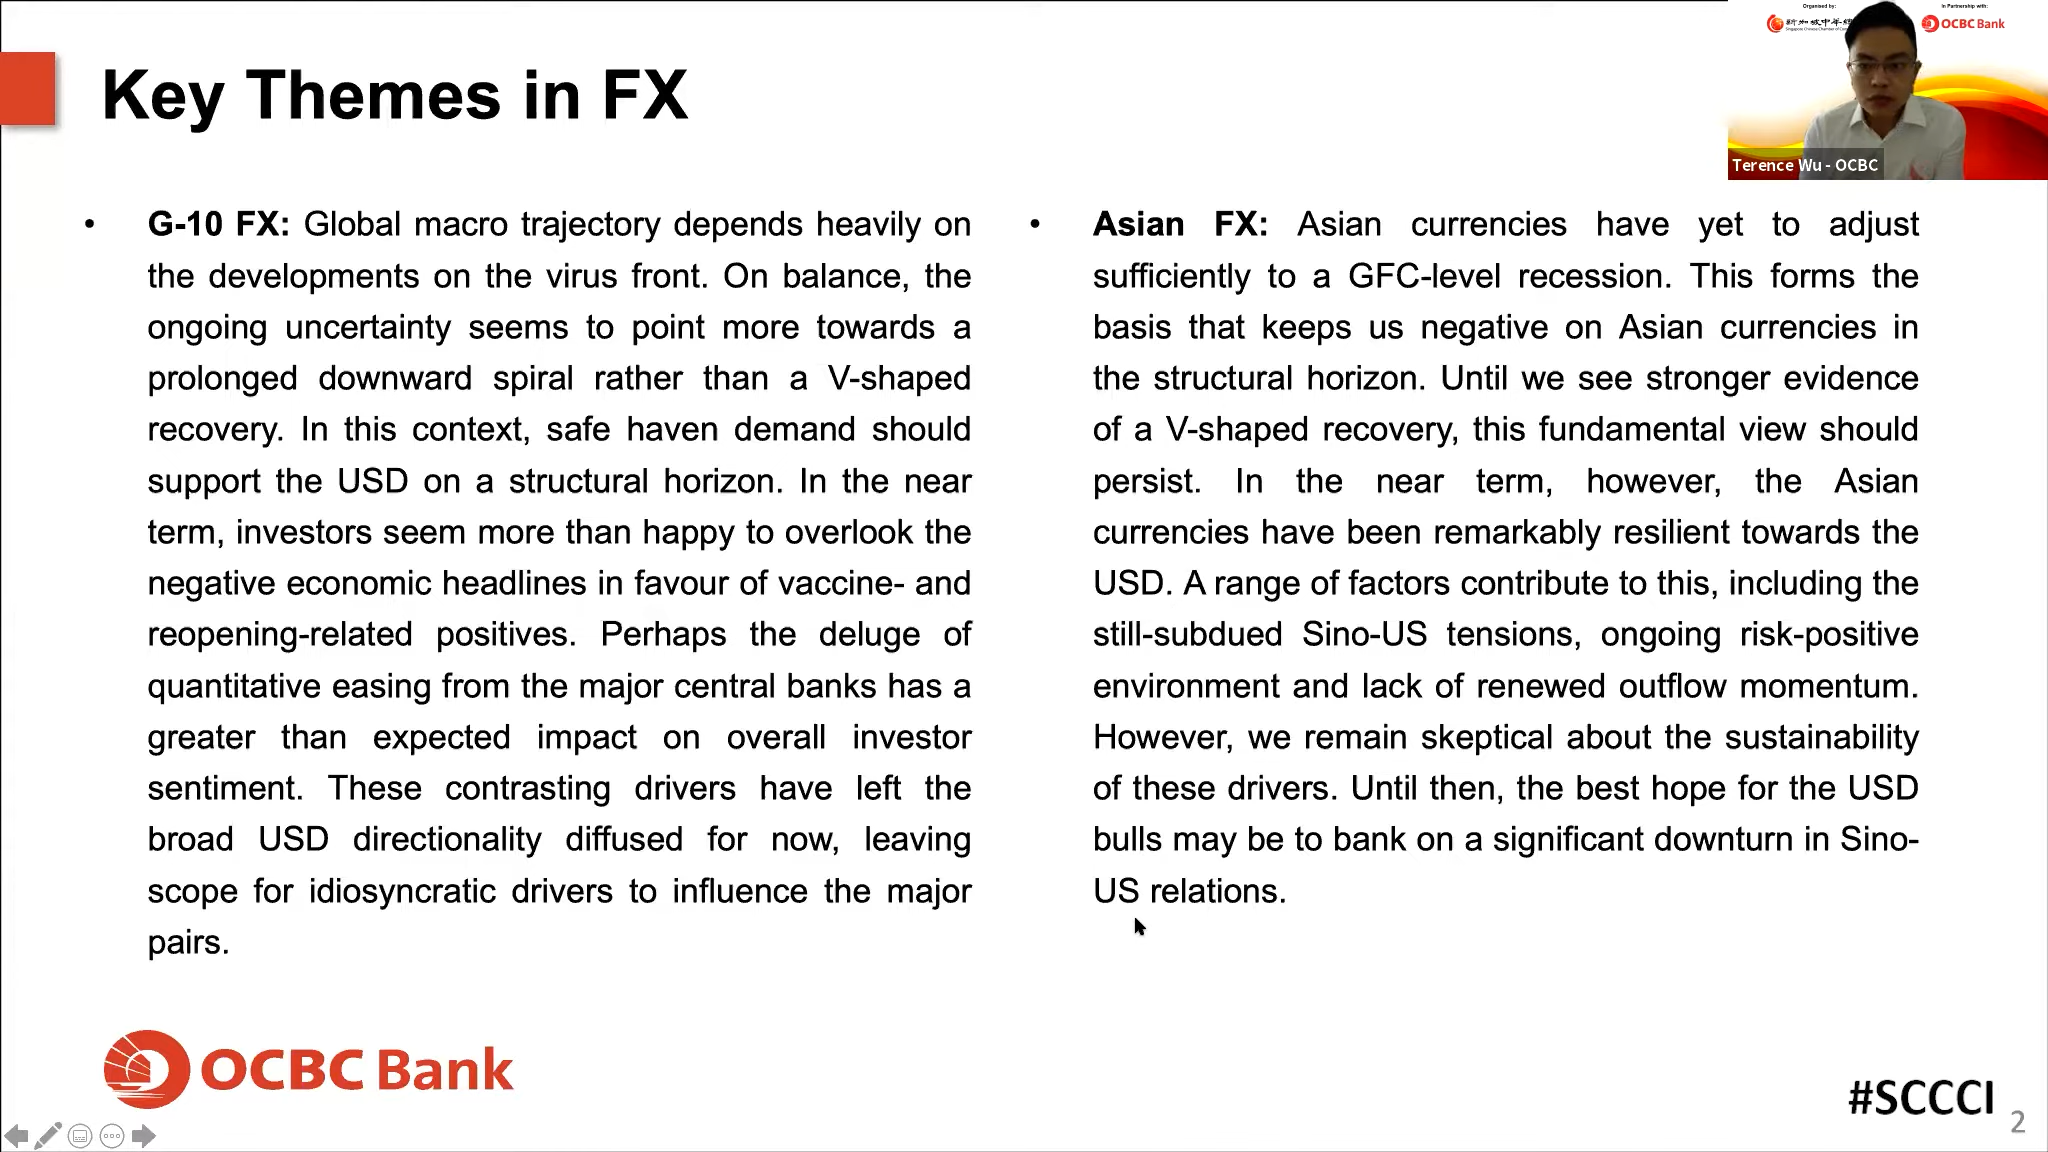 Key Themes in FX
Organised by:
In Partnership with:
OCBC Bank
Terence Wu - OCBC
• G-10 FX: Global macro trajectory depends heavily on
the developments on the virus front. On balance, the
ongoing uncertainty seems to point more towards a
prolonged downward spiral rather than a V-shaped
recovery. In this context, safe haven demand should
support the USD on a structural horizon. In the near
term, investors seem more than happy to overlook the
negative economic headlines in favour of vaccine- and
reopening-related positives. Perhaps the deluge of
quantitative easing from the major central banks has a
greater than expected impact on overall investor
sentiment. These contrasting drivers have left the
broad USD directionality diffused for now, leaving
scope for idiosyncratic drivers to influence the major
pairs.
• Asian FX: Asian currencies have yet to adjust
sufficiently to a GFC-level recession. This forms the
basis that keeps us negative on Asian currencies in
the structural horizon. Until we see stronger evidence
of a V-shaped recovery, this fundamental view should
persist. In the near term, however, the Asian
currencies have been remarkably resilient towards the
USD. A range of factors contribute to this, including the
still-subdued Sino-US tensions, ongoing risk-positive
environment and lack of renewed outflow momentum.
However, we remain skeptical about the sustainability
of these drivers. Until then, the best hope for the USD
bulls may be to bank on a significant downturn in Sino-
US relations.
OCBC Bank
#SCCCI
2